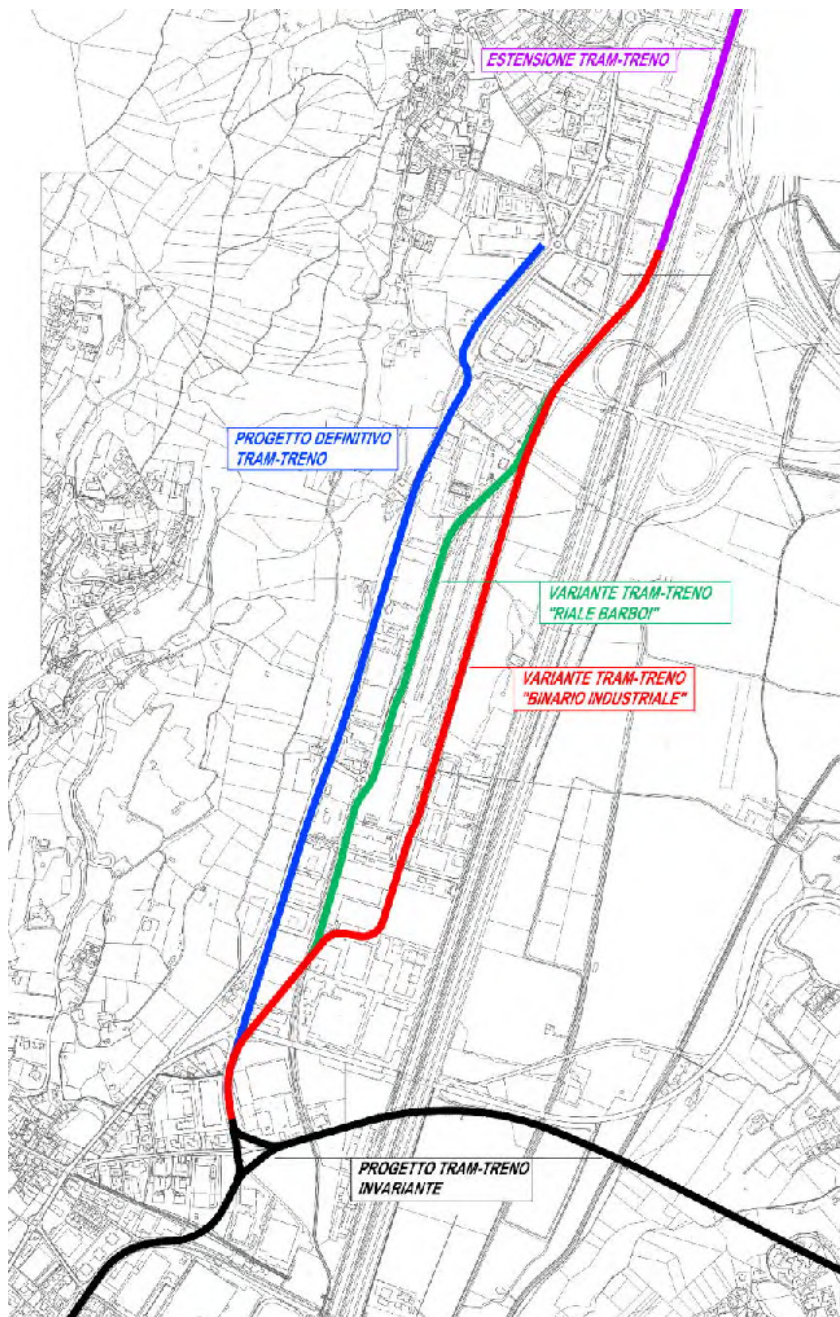 ESTENSIONE TRAM-TRENO
PROGETTO DEFINITIVO
TRAM-TRENO
VARIANTE TRAM-TRENO
"RIALE BARBOI"
VARIANTE TRAM-TRENO
"BINARIO INDUSTRIALE"
PROGETTO TRAM-TRENO
INVARIANTE